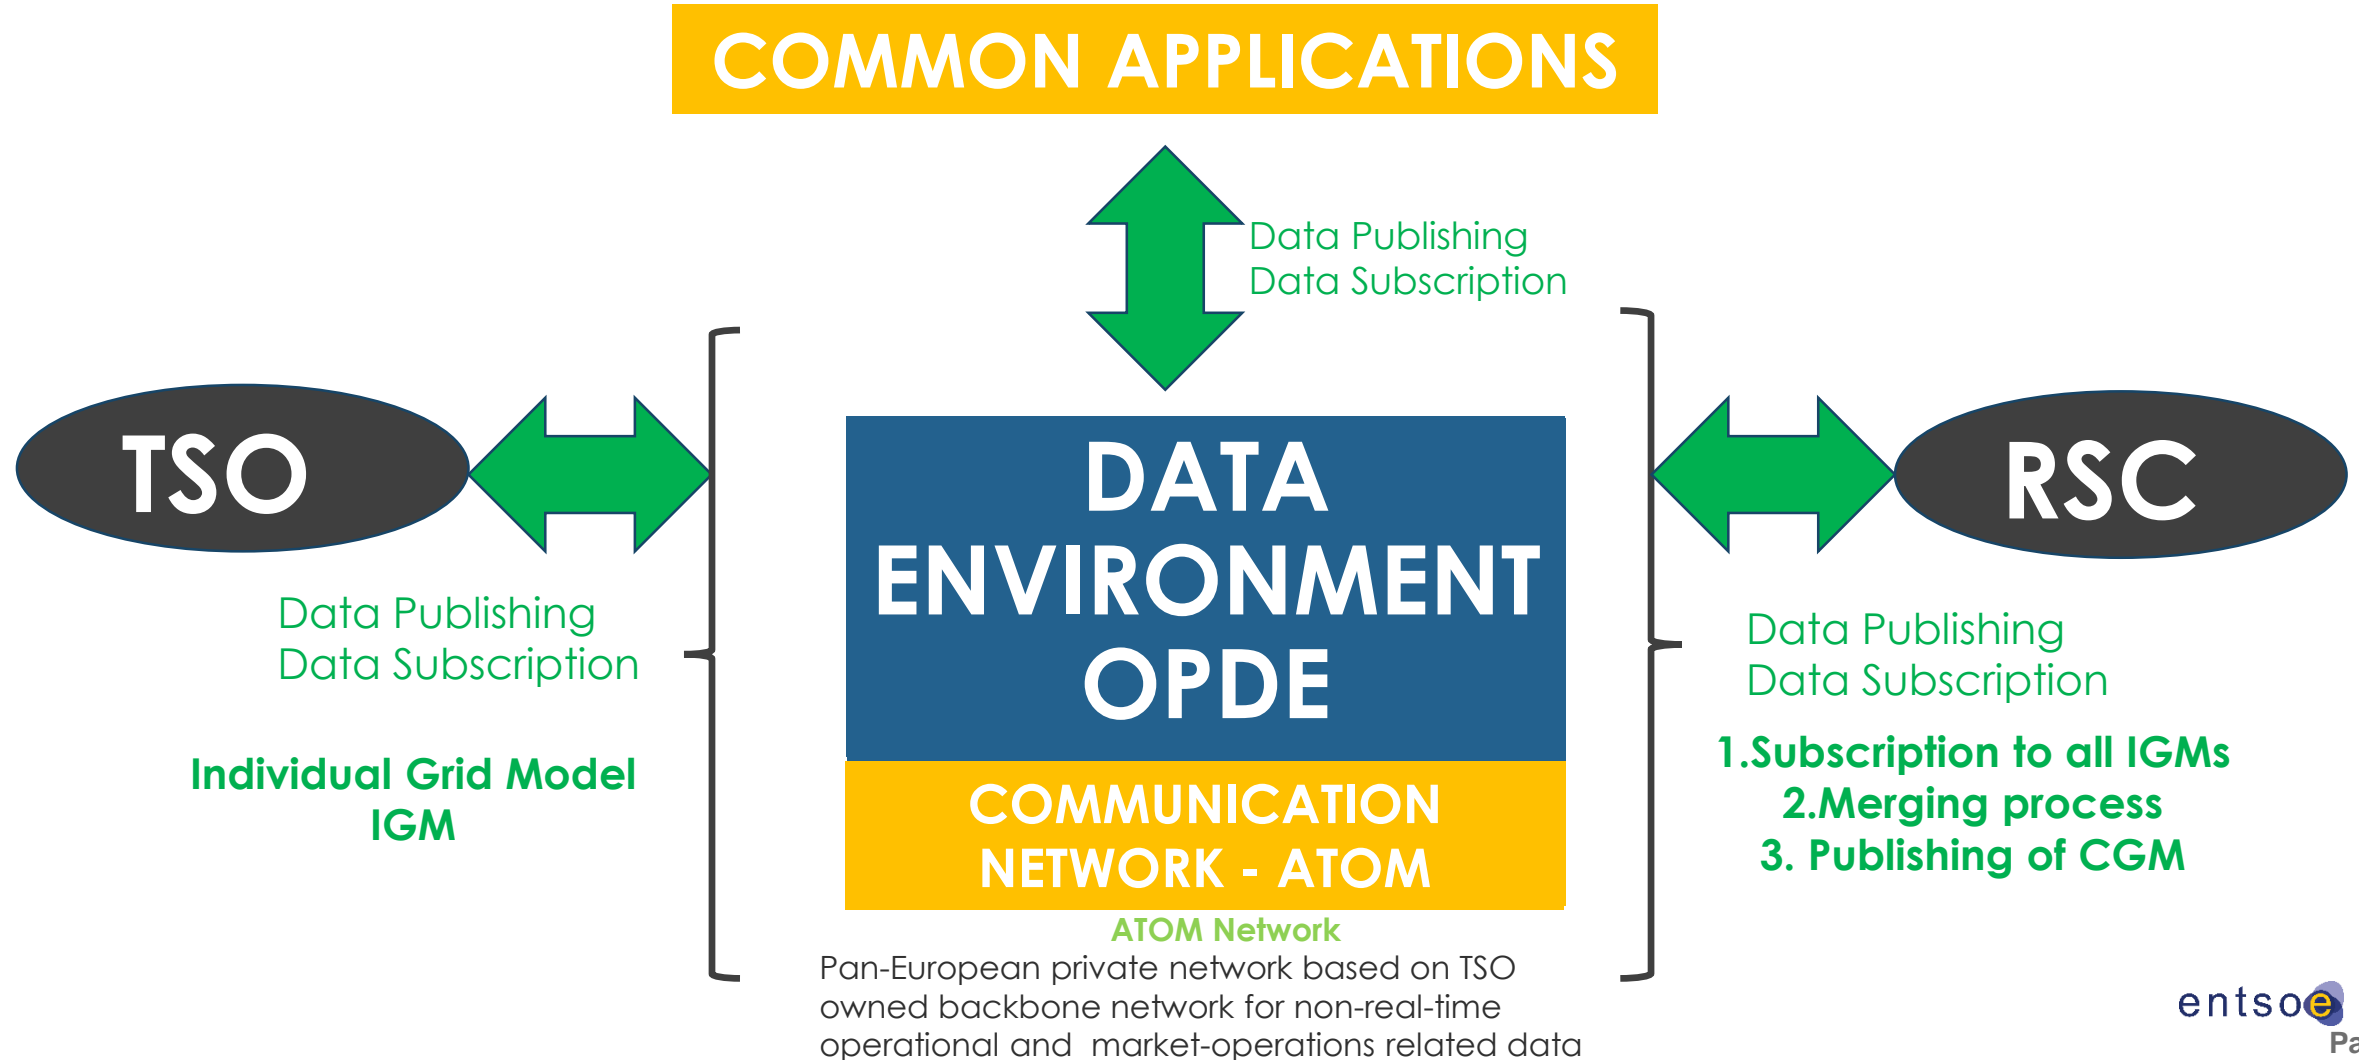 COMMON APPLICATIONS
Data Publishing
Data Subscription
TSO
Data Publishing
Data Subscription
Individual Grid Model
IGM
DATA
ENVIRONMENT
OPDE
COMMUNICATION
NETWORK - ATOM
ATOM Network
Pan-European private network based on TSO
owned backbone network for non-real-time
operational and market-operations related data
RSC
Data Publishing
Data Subscription
1.Subscription to all IGMs
2.Merging process
3. Publishing of CGM
entsoe